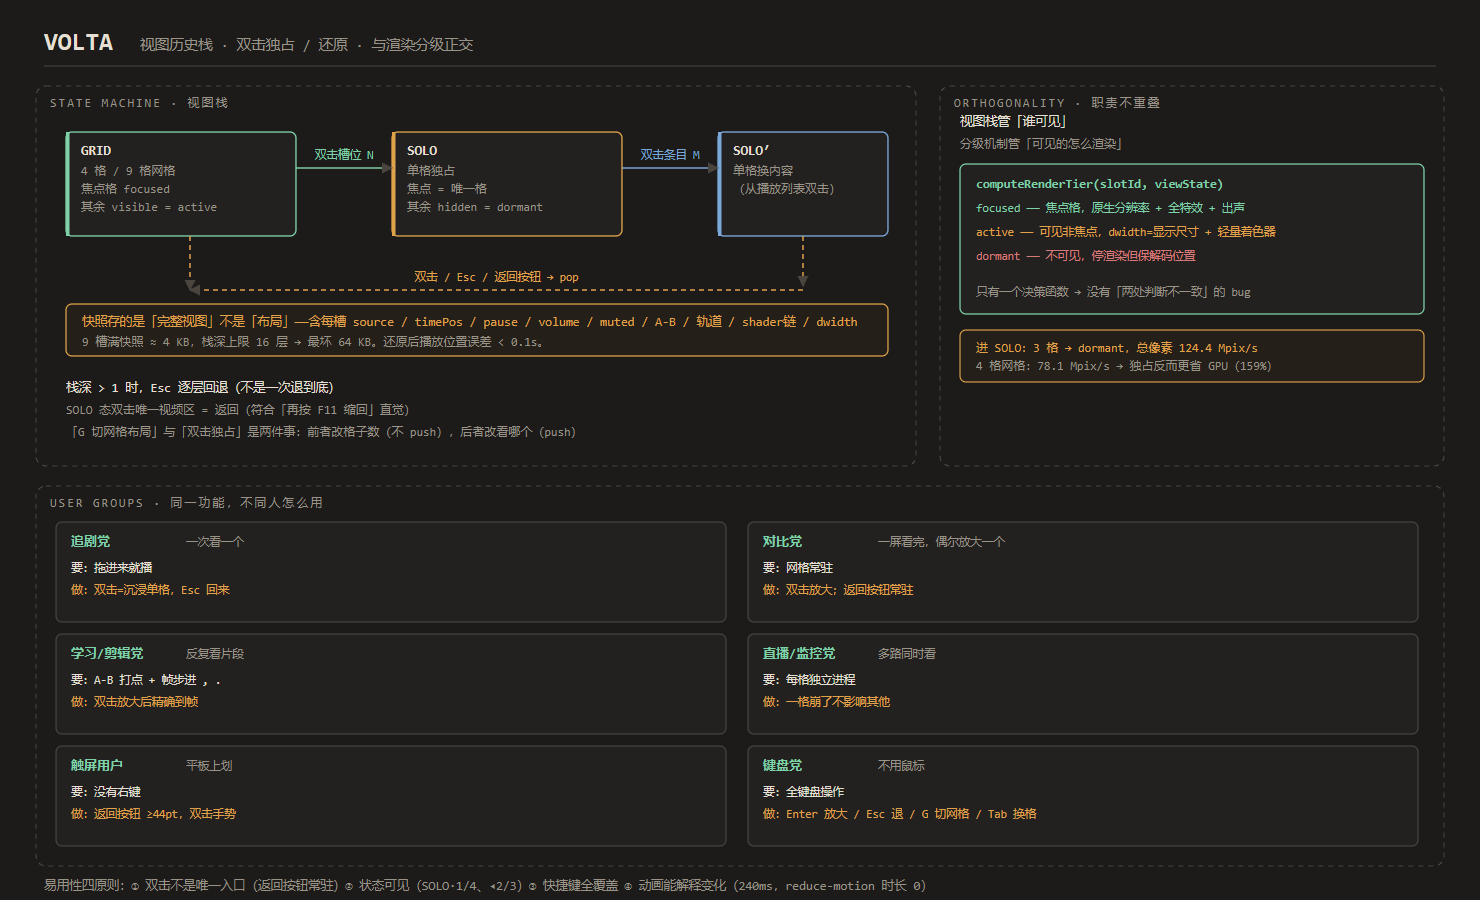 VOLTA 视图历史栈 · 双击独占 / 还原 · 与渲染分级正交
STATE MACHINE · 视图栈
GRID
4 格 / 9 格网格
焦点格 focused
其余 visible = active
双击槽位 N
SOLO
单格独占
焦点 = 唯一格
其余 hidden = dormant
双击条目 M
SOLO′
单格换内容
（从播放列表双击）
双击 / Esc / 返回按钮 → pop
快照存的是「完整视图」不是「布局」—含每槽 source / timePos / pause / volume / muted / A-B / 轨道 / shader链 / dwidth
9 槽满快照 ≈ 4 KB，栈深上限 16 层 → 最坏 64 KB。还原后播放位置误差 < 0.1s。
栈深 > 1 时，Esc 逐层回退（不是一次退到底）
SOLO 态双击唯一视频区 = 返回（符合「再按 F11 缩回」直觉）
「G 切网格布局」与「双击独占」是两件事：前者改格子数（不 push），后者改看哪个（push）
ORTHOGONALITY · 职责不重叠
视图栈管「谁可见」
分级机制管「可见的怎么渲染」
computeRenderTier(slotId, viewState)
focused —— 焦点格，原生分辨率 + 全特效 + 出声
active —— 可见非焦点，dwidth=显示尺寸 + 轻量着色器
dormant —— 不可见，停渲染但保解码位置
只有一个决策函数 → 没有「两处判断不一致」的 bug
进 SOLO: 3 格 → dormant，总像素 124.4 Mpix/s
4 格网格: 78.1 Mpix/s → 独占反而更省 GPU (159%)
USER GROUPS · 同一功能，不同人怎么用
追剧党 一次看一个
要: 拖进来就播
做: 双击=沉浸单格，Esc 回来
对比党 一屏看完，偶尔放大一个
要: 网格常驻
做: 双击放大；返回按钮常驻
学习/剪辑党 反复看片段
要: A-B 打点 + 帧步进 , .
做: 双击放大后精确到帧
直播/监控党 多路同时看
要: 每格独立进程
做: 一格崩了不影响其他
触屏用户 平板上划
要: 没有右键
做: 返回按钮 ≥44pt，双击手势
键盘党 不用鼠标
要: 全键盘操作
做: Enter 放大 / Esc 退 / G 切网格 / Tab 换格
易用性四原则: ① 双击不是唯一入口（返回按钮常驻）② 状态可见（SOLO·1/4、◂2/3）③ 快捷键全覆盖 ④ 动画能解释变化（240ms, reduce-motion 时长 0）